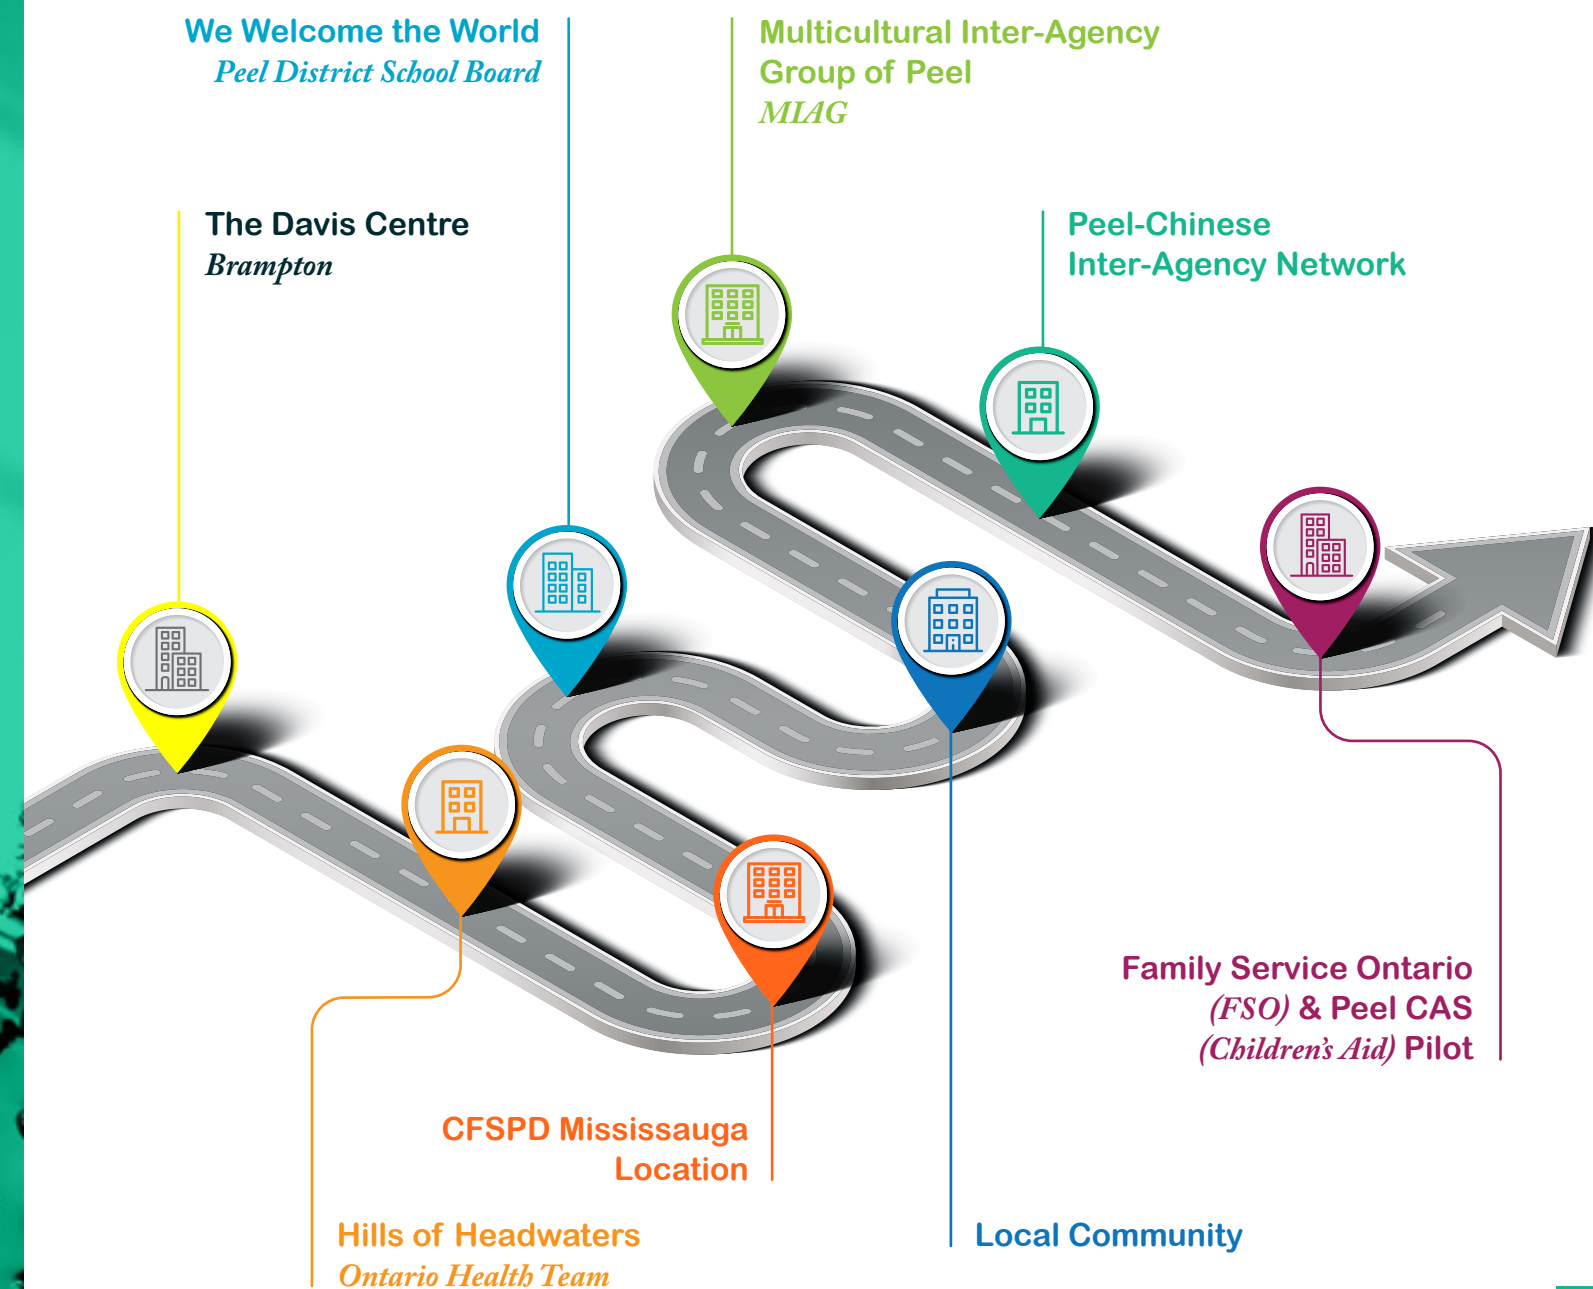 We Welcome the World
Peel District School Board
Multicultural Inter-Agency
Group of Peel
MIAG
The Davis Centre
Brampton
Peel-Chinese
Inter-Agency Network
Family Service Ontario
(FSO) & Peel CAS
(Children's Aid) Pilot
CFSPD Mississauga
Location
Hills of Headwaters
Ontario Health Team
Local Community